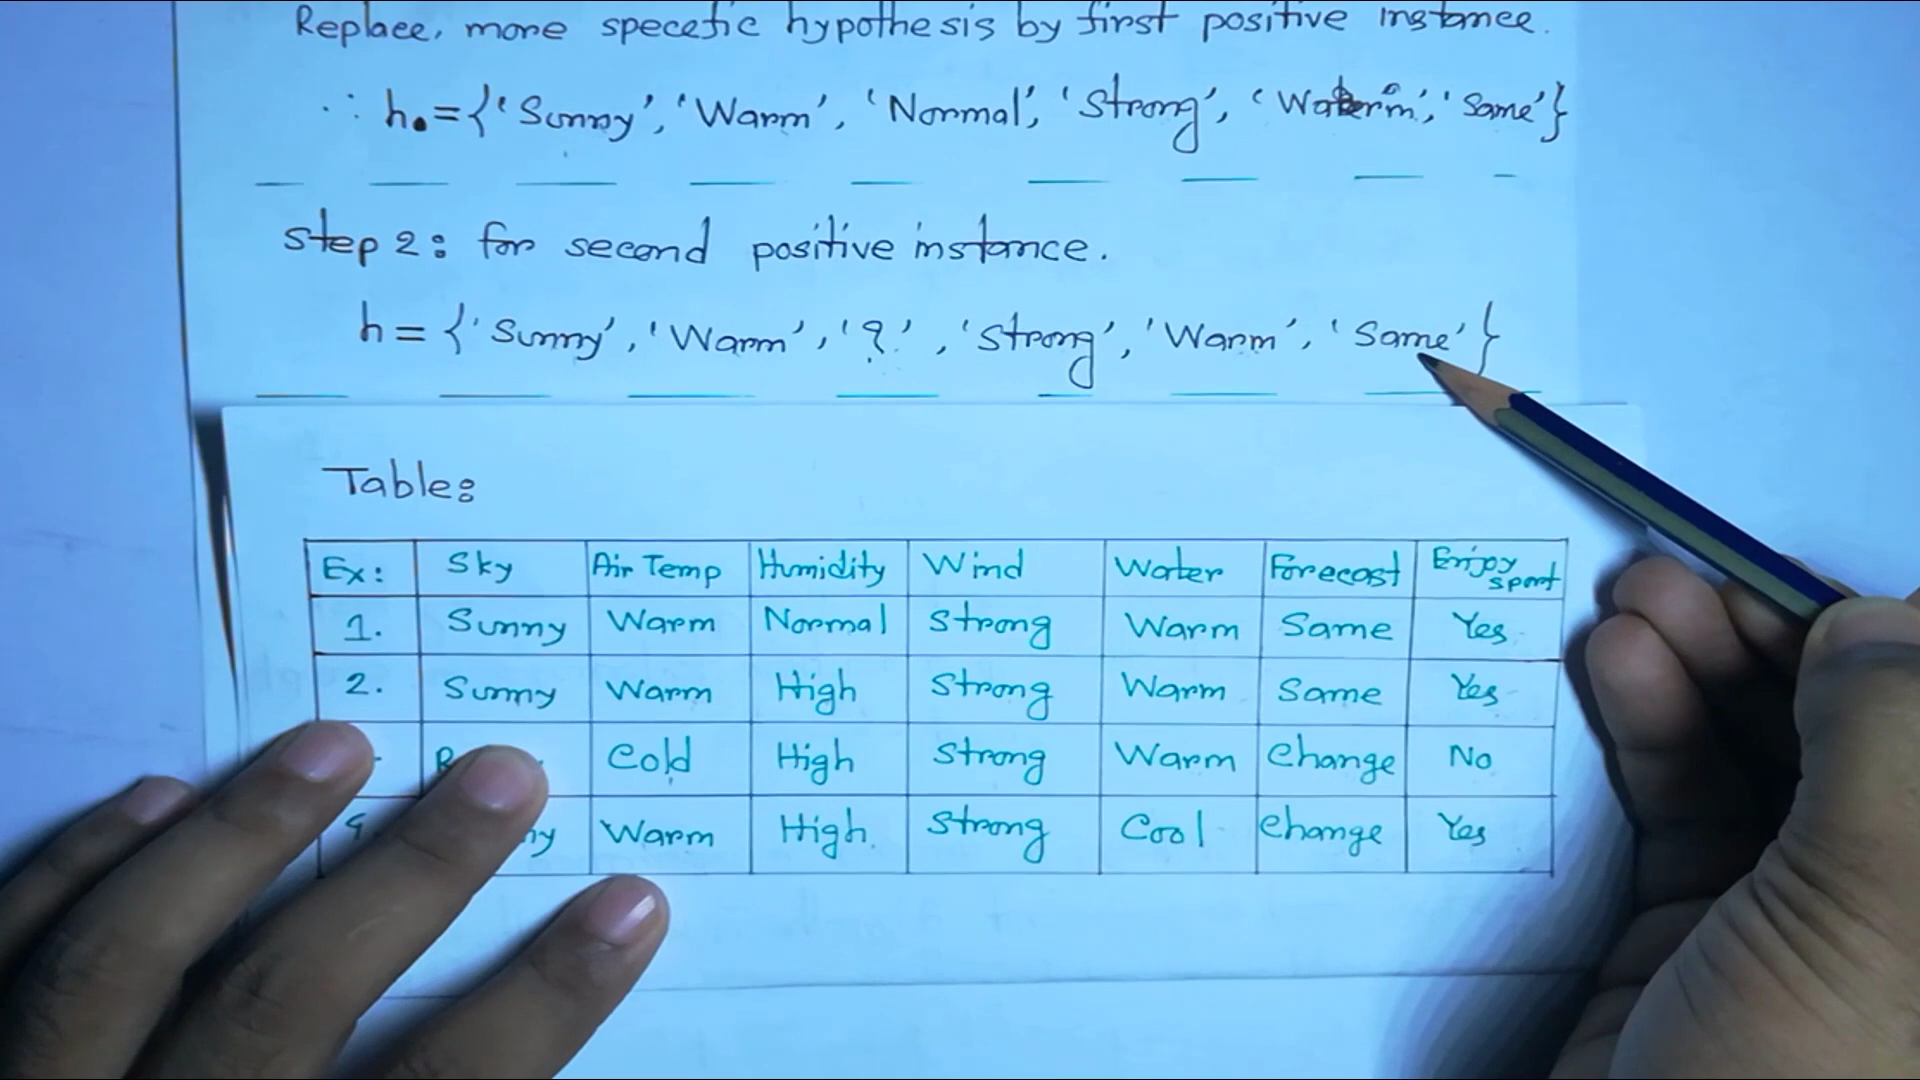 Replace, more specefic hypothesis by first positive instance.
∴ h = {'Sunny', 'Warm', 'Normal', 'Strong', 'Warm', 'Same'}
Step 2: for second positive instance.
h = {'Sunny', 'Warm', '?', 'Strong', 'Warm', 'Same'}
Table:
Ex: Sky Air Temp Humidity Wind Water Forecast Enjoy sport
1. Sunny Warm Normal Strong Warm Same Yes
2. Sunny Warm High Strong Warm Same Yes
Cold High Strong Warm Change No
4. Warm High. Strong Cool Change Yes